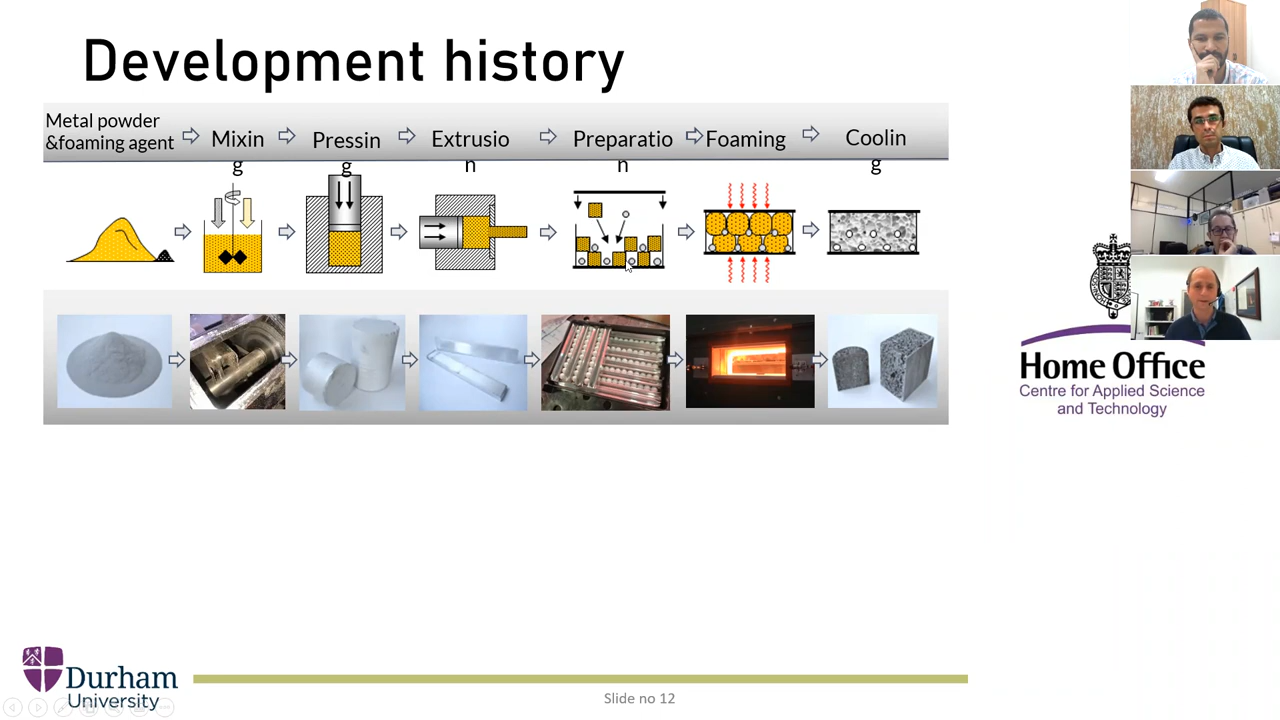 Development history
Metal powder
&foaming agent
Mixin
g
Pressin
g
Extrusio
n
Preparatio
n
Foaming
Coolin
g
Home Office
Centre for Applied Science
and Technology
Durham
University
Slide no 12